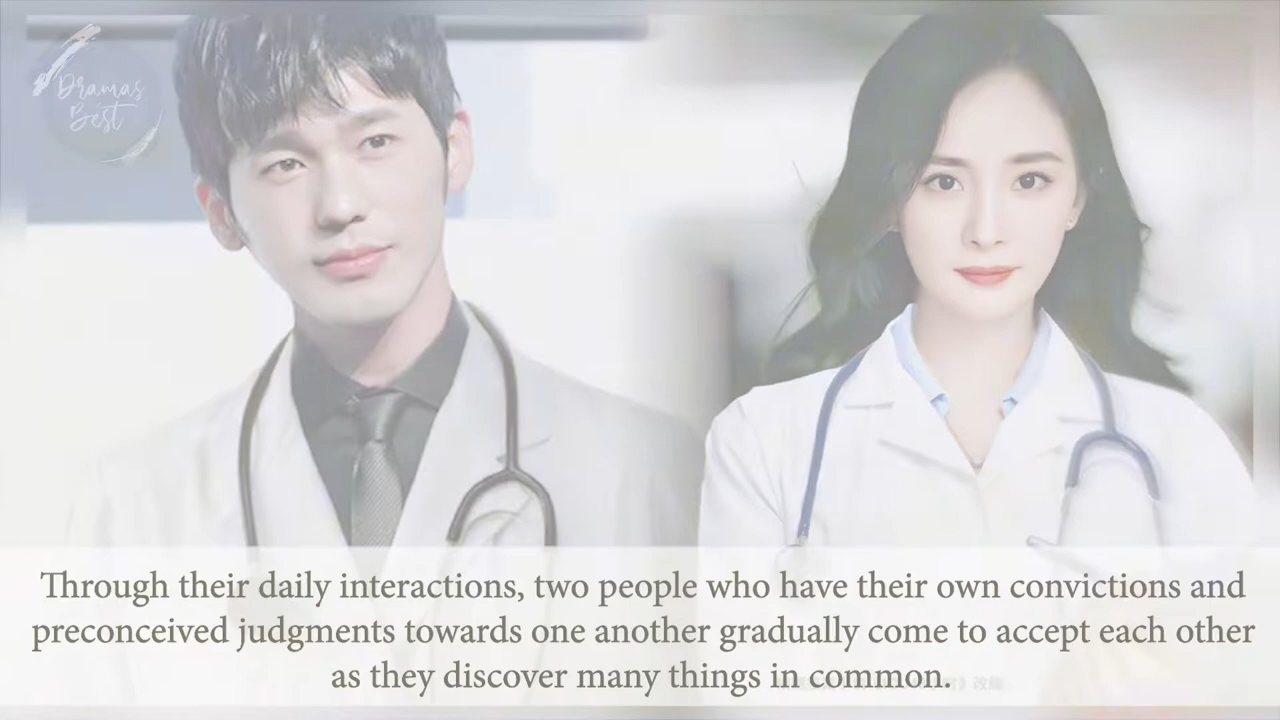 Dramas
Best
Through their daily interactions, two people who have their own convictions and
preconceived judgments towards one another gradually come to accept each other
as they discover many things in common.